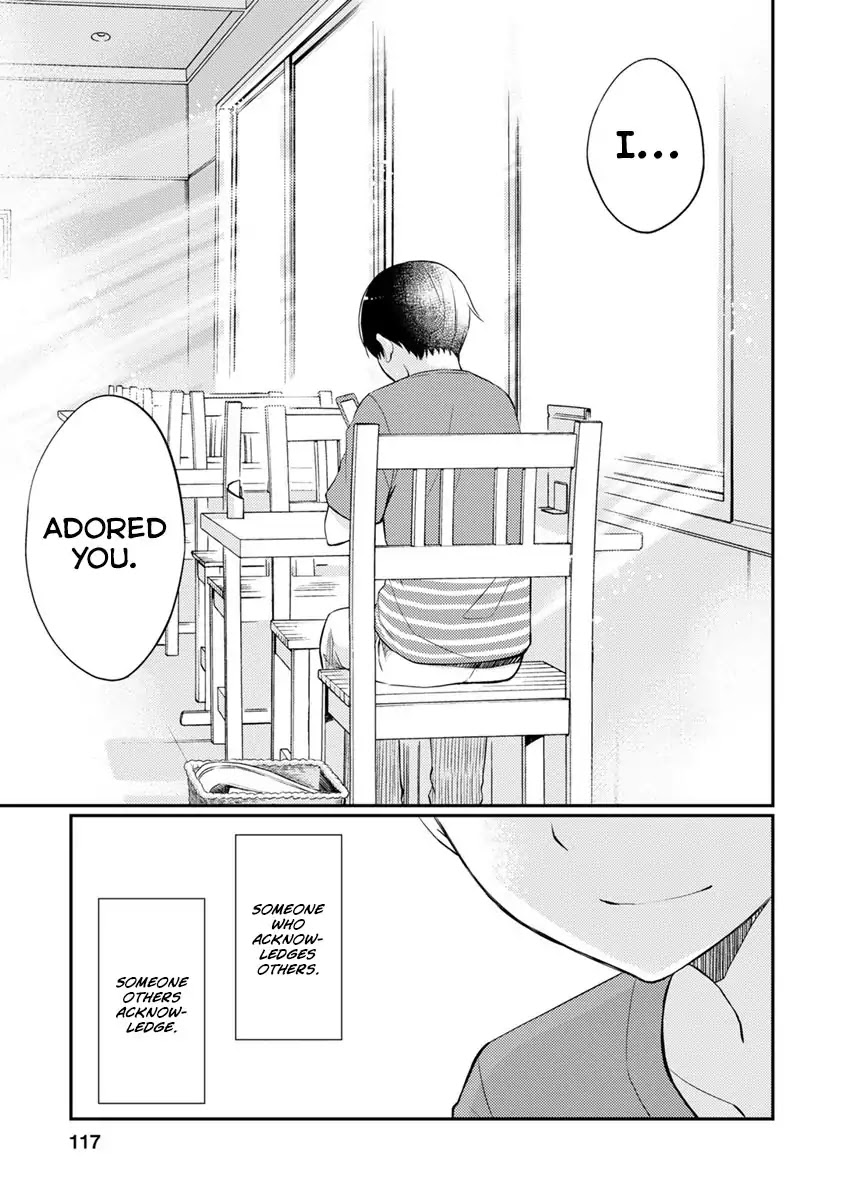 I...
ADORED
YOU.
SOMEONE
WHO
ACKNOW-
LEDGES
OTHERS.
SOMEONE
OTHERS
ACKNOW-
LEDGE.
117